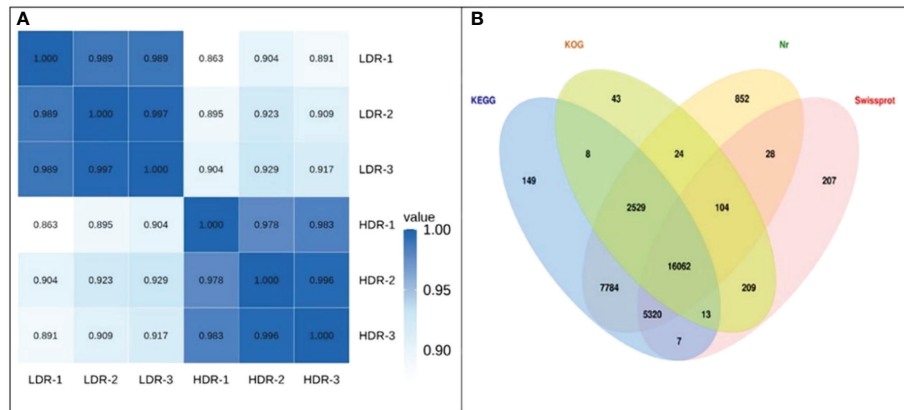 A
1.000 0.989 0.989 0.863 0.904 0.891 LDR-1
0.989 1.000 0.997 0.895 0.923 0.909 LDR-2
0.989 0.997 1.000 0.904 0.929 0.917 LDR-3
0.863 0.895 0.904 1.000 0.978 0.983 HDR-1
0.904 0.923 0.929 0.978 1.000 0.996 HDR-2
0.891 0.909 0.917 0.983 0.996 1.000 HDR-3
LDR-1 LDR-2 LDR-3 HDR-1 HDR-2 HDR-3
value
1.00
0.95
0.90
B
KOG Nr
KEGG Swissprot
43 852
8 24 28
149 207
2529 104
16062
7784 209
5320 13
7